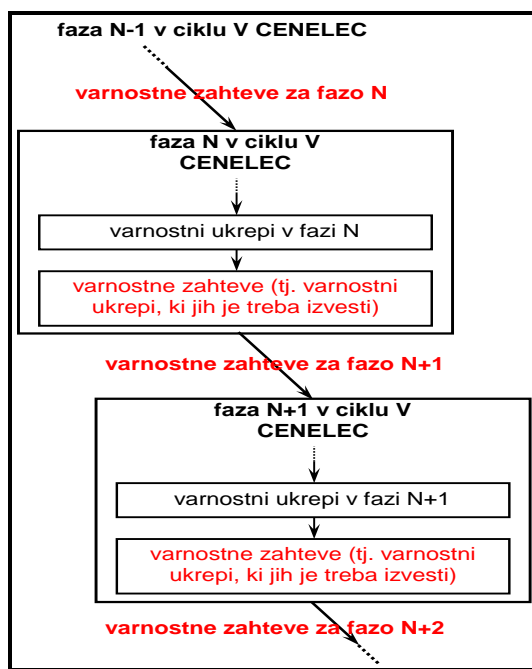 faza N-1 v ciklu V CENELEC
varnostne zahteve za fazo N
faza N v ciklu V
CENELEC
varnostni ukrepi v fazi N
varnostne zahteve (tj. varnostni
ukrepi, ki jih je treba izvesti)
varnostne zahteve za fazo N+1
faza N+1 v ciklu V
CENELEC
varnostni ukrepi v fazi N+1
varnostne zahteve (tj. varnostni
ukrepi, ki jih je treba izvesti)
varnostne zahteve za fazo N+2